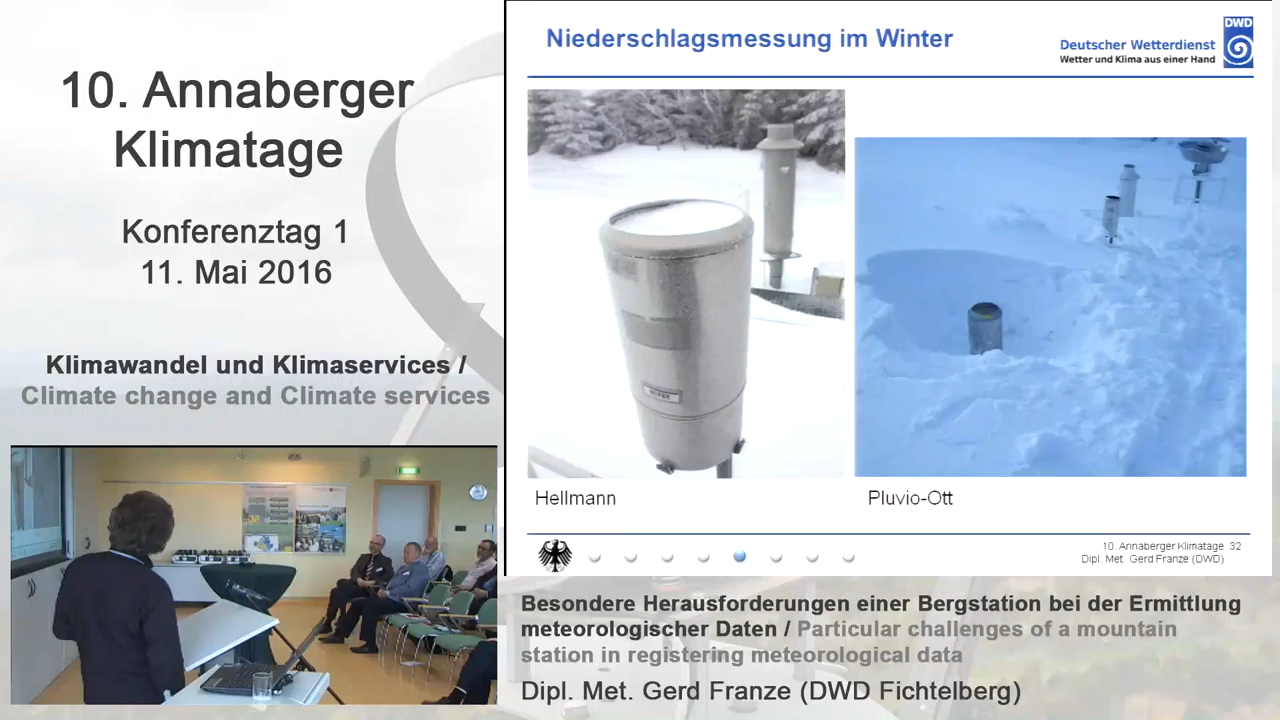 10. Annaberger
Klimatage
Konferenztag 1
11. Mai 2016
Klimawandel und Klimaservices /
Climate change and Climate services
Niederschlagsmessung im Winter
DWD
Deutscher Wetterdienst
Wetter und Klima aus einer Hand
Hellmann
Pluvio-Ott
10. Annaberger Klimatage 32
Dipl. Met. Gerd Franze (DWD)
Besondere Herausforderungen einer Bergstation bei der Ermittlung
meteorologischer Daten / Particular challenges of a mountain
station in registering meteorological data
Dipl. Met. Gerd Franze (DWD Fichtelberg)